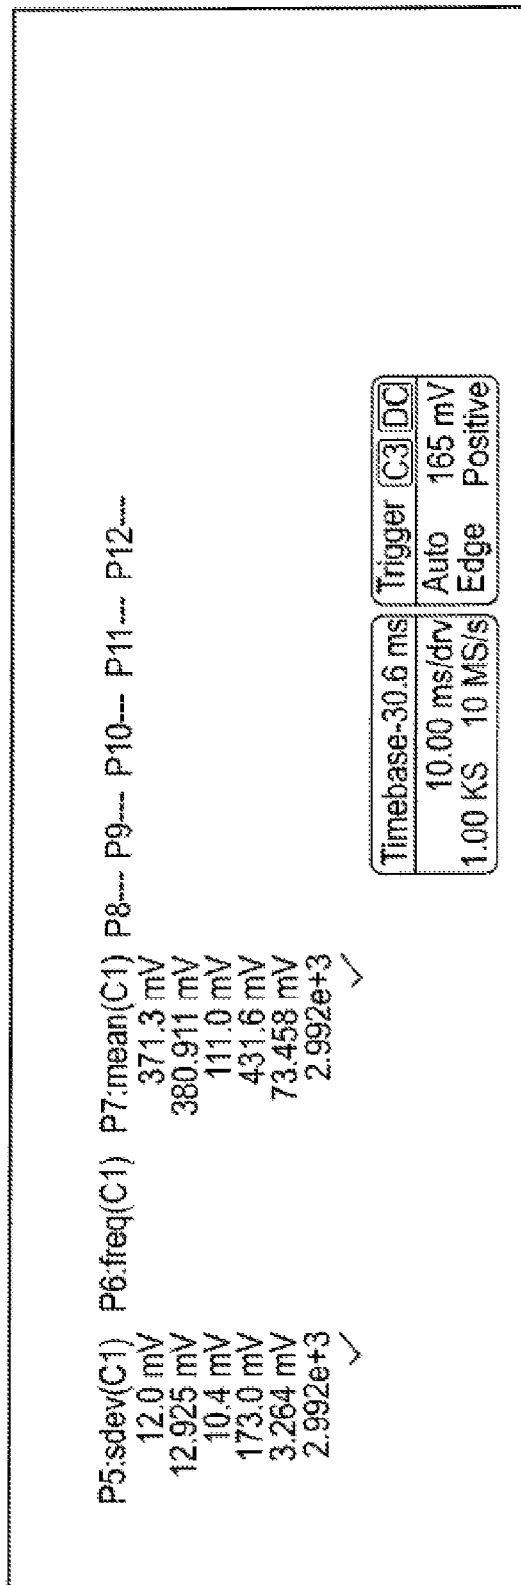 P5:sdev(C1) P6:freq(C1) P7:mean(C1) P8--- P9--- P10--- P11--- P12---
12.0 mV 371.3 mV
12.925 mV 380.911 mV
10.4 mV 111.0 mV
173.0 mV 431.6 mV
3.264 mV 73.458 mV
2.992e+3 2.992e+3
Timebase-30.6 ms Trigger C3 DC
10.00 ms/drv Auto 165 mV
1.00 KS 10 MS/s Edge Positive